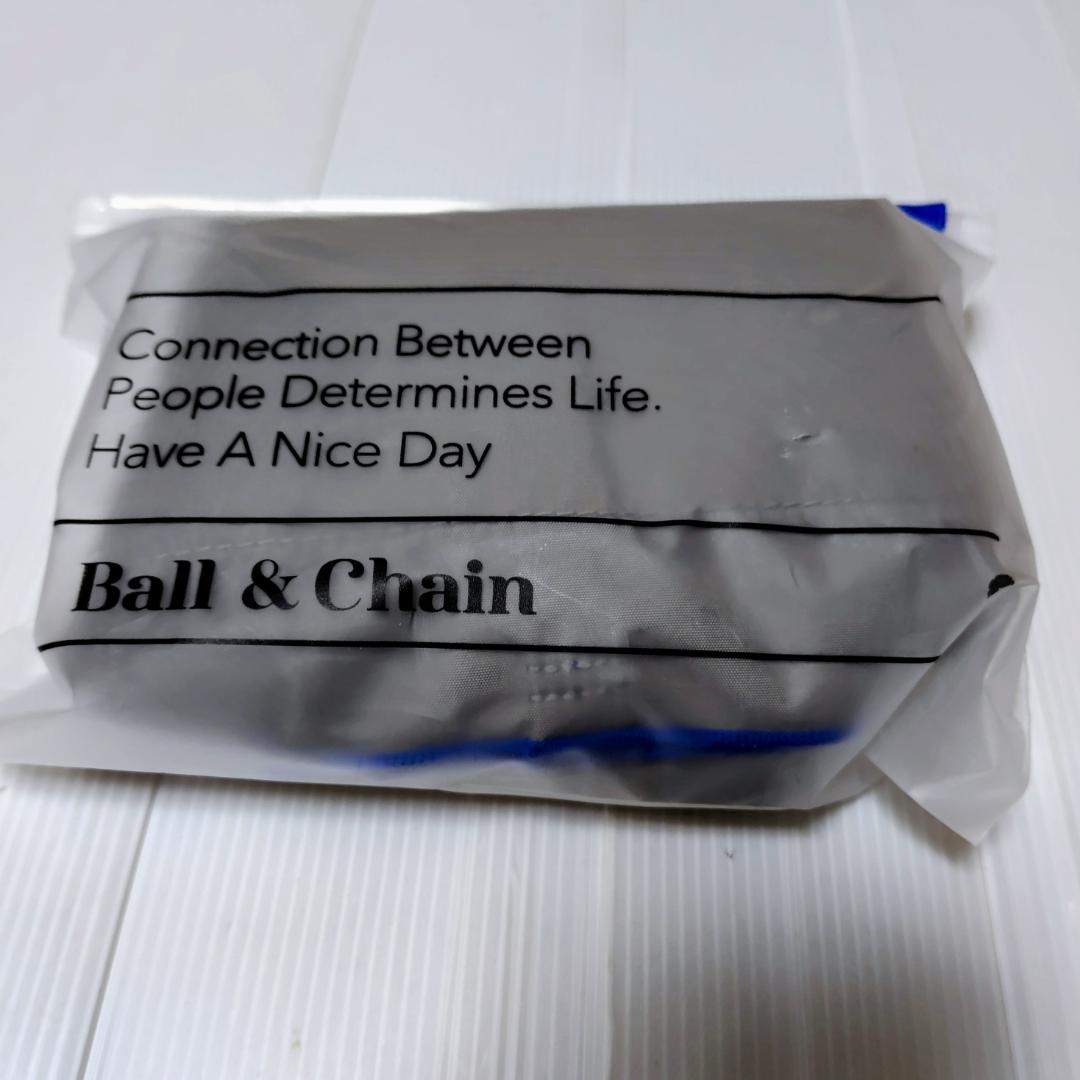 Connection Between
People Determines Life.
Have A Nice Day
Ball & Chain